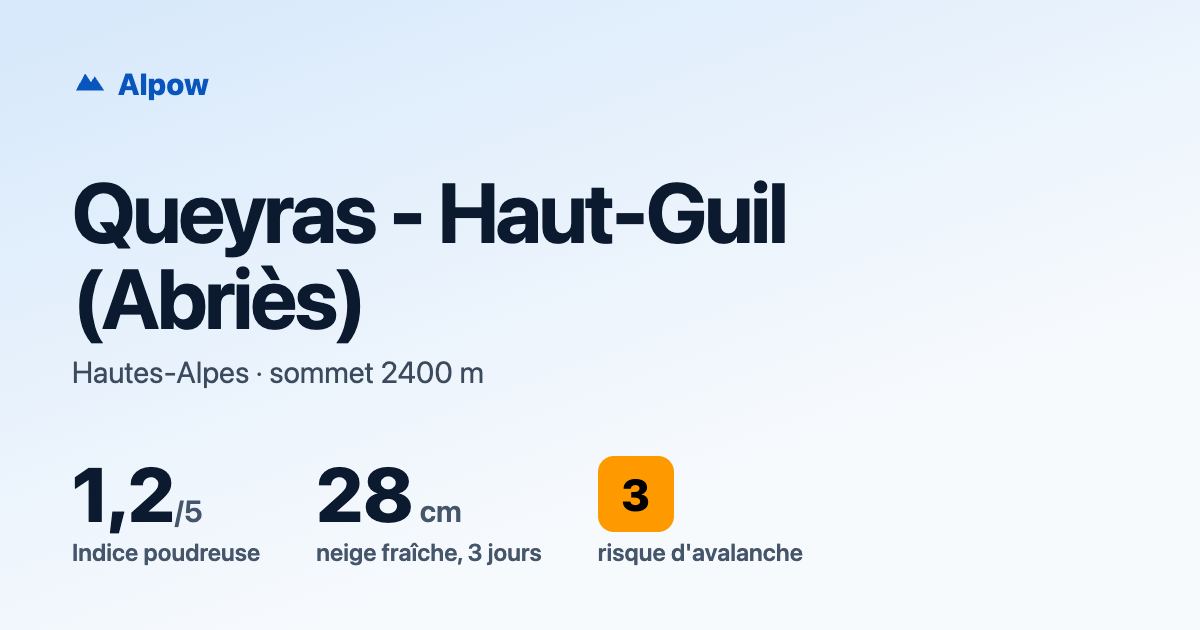 Alpow
Queyras - Haut-Guil
(Abriès)
Hautes-Alpes · sommet 2400 m
1,2/5
Indice poudreuse
28 cm
neige fraîche, 3 jours
3
risque d'avalanche